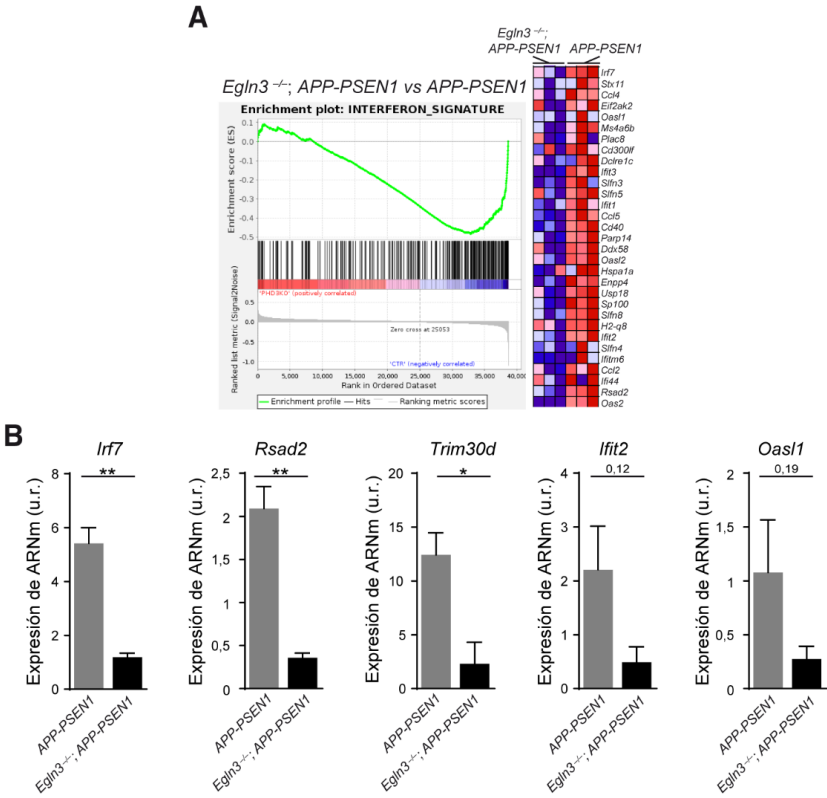 A
Egln3 –/–;
APP-PSEN1 APP-PSEN1
Egln3 –/–; APP-PSEN1 vs APP-PSEN1
Enrichment plot: INTERFERON_SIGNATURE
Enrichment score (ES)
0.1
0.0
-0.1
-0.2
-0.3
-0.4
-0.5
'PHD3KO' (positively correlated)
Ranked list metric (Signal2Noise)
0.5
0.0
-0.5
-1.0
Zero cross at 25053
'CTR' (negatively correlated)
0 5,000 10,000 15,000 20,000 25,000 30,000 35,000 40,000
Rank in Ordered Dataset
Enrichment profile Hits Ranking metric scores
Irf7
Stx11
Ccl4
Eif2ak2
Oasl1
Ms4a6b
Plac8
Cd300lf
Dclre1c
Ifit3
Slfn3
Slfn5
Ifit1
Ccl5
Cd40
Parp14
Ddx58
Oasl2
Hspa1a
Enpp4
Usp18
Sp100
Slfn8
H2-q8
Ifit2
Slfn4
Ifitm6
Ccl2
Ifi44
Rsad2
Oas2
B
Irf7
Expresión de ARNm (u.r.)
8
6
4
2
0
**
APP-PSEN1
Egln3 –/–; APP-PSEN1
Rsad2
Expresión de ARNm (u.r.)
2,5
2
1,5
1
0,5
0
**
APP-PSEN1
Egln3 –/–; APP-PSEN1
Trim30d
Expresión de ARNm (u.r.)
20
15
10
5
0
*
APP-PSEN1
Egln3 –/–; APP-PSEN1
Ifit2
Expresión de ARNm (u.r.)
4
3
2
1
0
0,12
APP-PSEN1
Egln3 –/–; APP-PSEN1
Oasl1
Expresión de ARNm (u.r.)
2
1,5
1
0,5
0
0,19
APP-PSEN1
Egln3 –/–; APP-PSEN1